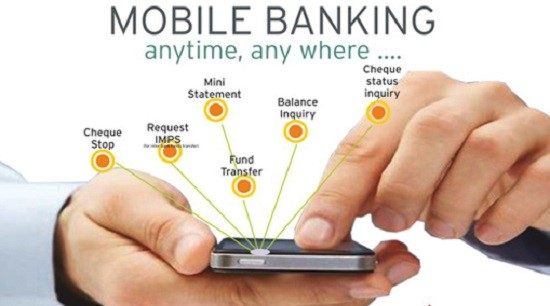 MOBILE BANKING
anytime, any where ....
Cheque
status
inquiry
Mini
Statement
Balance
Inquiry
Request
IMPS
Cheque
Stop
Fund
Transfer